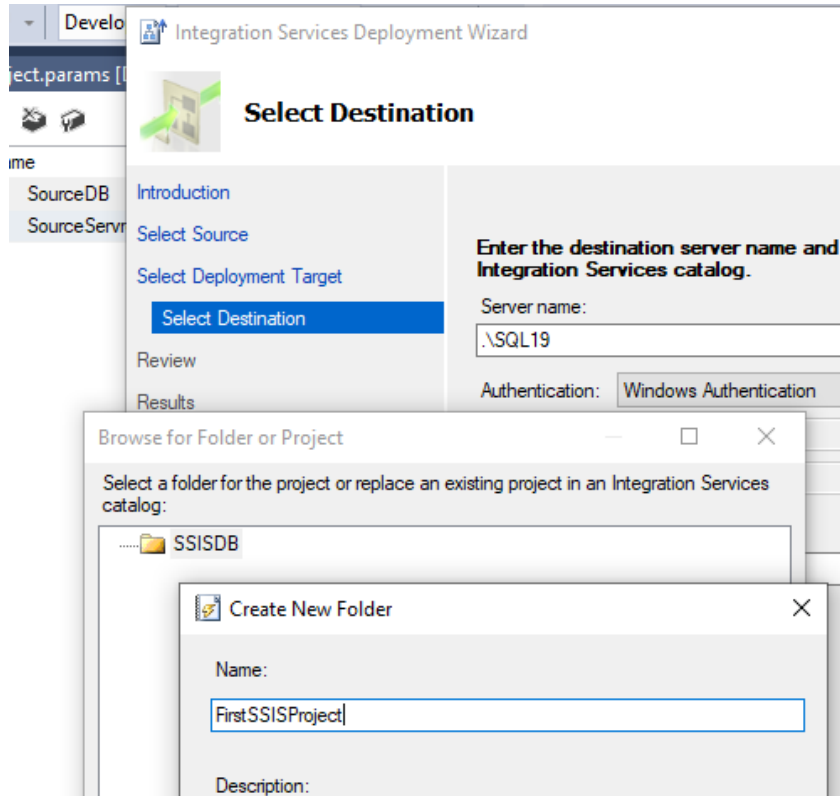 Develo
Integration Services Deployment Wizard
ject.params [
Select Destination
me
SourceDB
SourceServr
Introduction
Select Source
Select Deployment Target
Select Destination
Review
Results
Enter the destination server name and
Integration Services catalog.
Server name:
.\SQL19
Authentication: Windows Authentication
Browse for Folder or Project
Select a folder for the project or replace an existing project in an Integration Services
catalog:
SSISDB
Create New Folder
Name:
FirstSSISProject
Description: